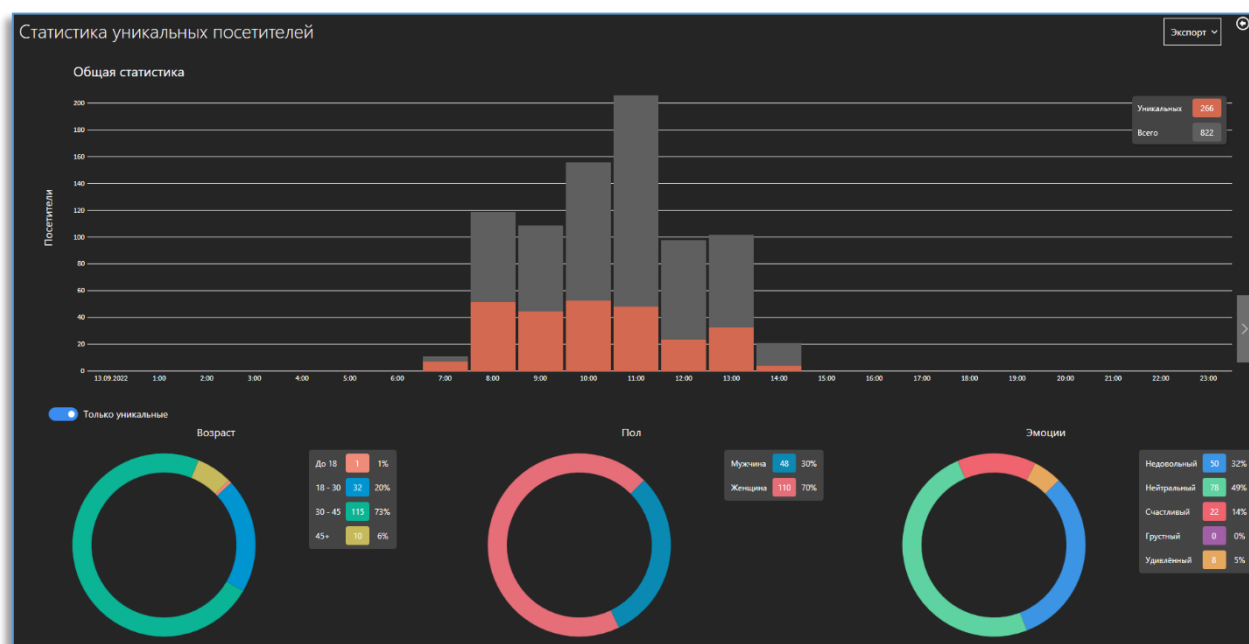 Статистика уникальных посетителей
Экспорт
Общая статистика
200
180
160
140
120
100
80
60
40
20
0
Посетители
Уникальных 266
Всего 822
13.09.2022 1:00 2:00 3:00 4:00 5:00 6:00 7:00 8:00 9:00 10:00 11:00 12:00 13:00 14:00 15:00 16:00 17:00 18:00 19:00 20:00 21:00 22:00 23:00
Только уникальные
Возраст
До 18 1 1%
18 - 30 32 20%
30 - 45 115 73%
45+ 10 6%
Пол
Мужчина 48 30%
Женщина 110 70%
Эмоции
Недовольный 50 32%
Нейтральный 78 49%
Счастливый 22 14%
Грустный 0 0%
Удивлённый 8 5%